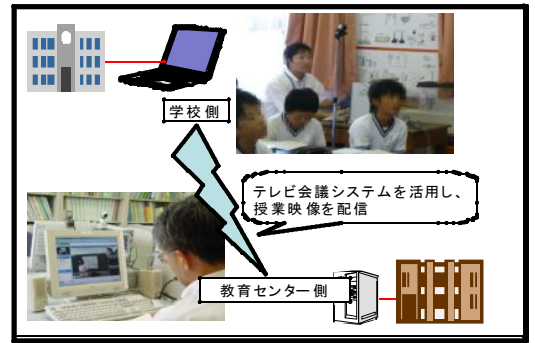 学校側
テレビ会議システムを活用し、
授業映像を配信
教育センター側